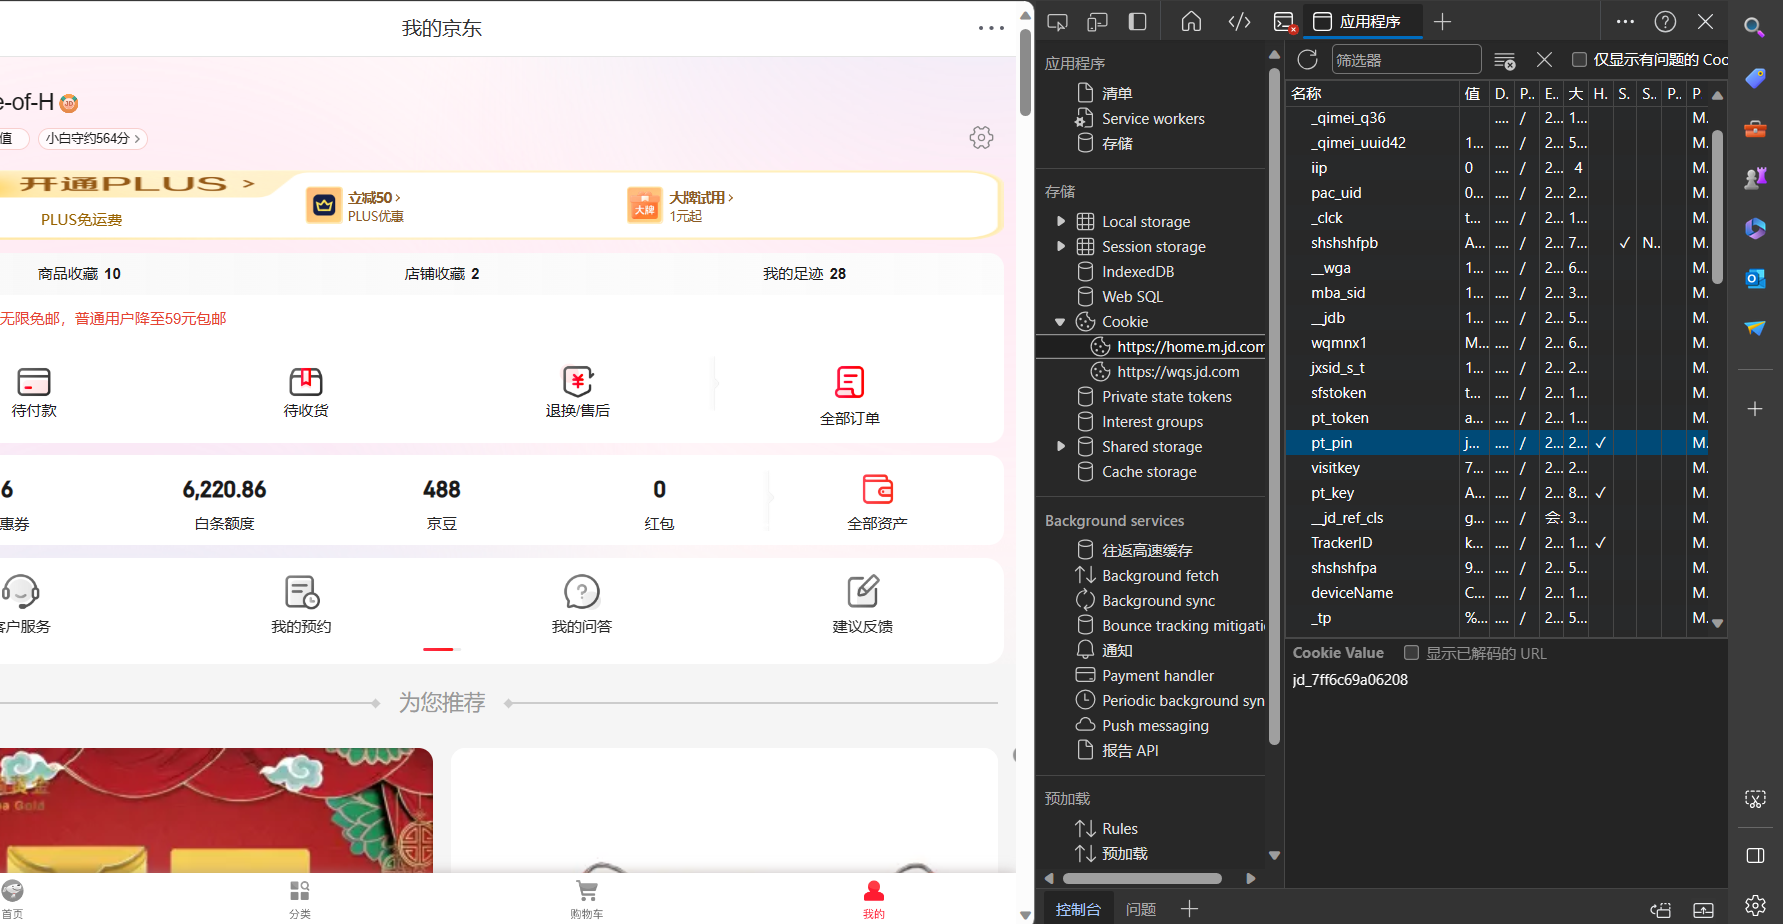 我的京东
e-of-H
值
小白守约564分 >
开通PLUS >
PLUS免运费
立减50 >
PLUS优惠
大牌
大牌试用 >
1元起
商品收藏 10
店铺收藏 2
我的足迹 28
无限免邮，普通用户降至59元包邮
待付款
待收货
退换/售后
全部订单
6
惠券
6,220.86
白条额度
488
京豆
0
红包
全部资产
客户服务
我的预约
我的问答
建议反馈
为您推荐
首页
分类
购物车
我的
应用程序
应用程序
清单
Service workers
存储
存储
Local storage
Session storage
IndexedDB
Web SQL
Cookie
https://home.m.jd.com
https://wqs.jd.com
Private state tokens
Interest groups
Shared storage
Cache storage
Background services
往返高速缓存
Background fetch
Background sync
Bounce tracking mitigati
通知
Payment handler
Periodic background syn
Push messaging
报告 API
预加载
Rules
预加载
筛选器
仅显示有问题的 Coo
名称 值 D. P.. E.. 大 H. S. S.. P.. P
_qimei_q36 .... / 2... 1... M.
_qimei_uuid42 1... .... / 2... 5... M.
iip 0 .... / 2... 4 M.
pac_uid 0... .... / 2... 2... M.
_clck t... .... / 2... 1... M.
shshshfpb A... .... / 2... 7... ✓ N.. M.
__wga 1... .... / 2... 6... M.
mba_sid 1... .... / 2... 3... M.
__jdb 1... .... / 2... 5... M.
wqmnx1 M... .... / 2... 6... M.
jxsid_s_t 1... .... / 2... 2... M.
sfstoken t... .... / 2... 1... M.
pt_token a... .... / 2... 1... M.
pt_pin j... .... / 2... 2... ✓ M.
visitkey 7... .... / 2... 2... M.
pt_key A... .... / 2... 8... ✓ M.
__jd_ref_cls g... .... / 会. 3... M.
TrackerID k... .... / 2... 1... ✓ M.
shshshfpa 9... .... / 2... 5... M.
deviceName C... .... / 2... 1... M.
_tp %... .... / 2... 5... M.
Cookie Value 显示已解码的 URL
jd_7ff6c69a06208
控制台
问题